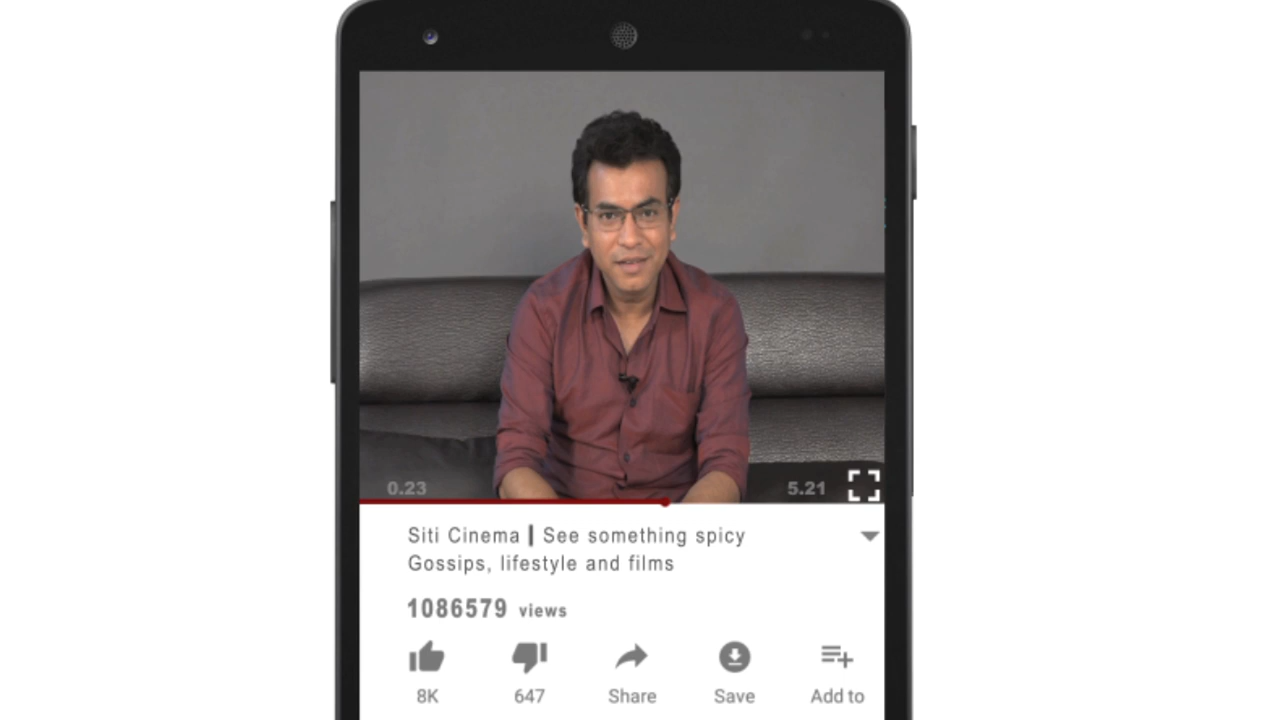 0.23
5.21
Siti Cinema | See something spicy
Gossips, lifestyle and films
1086579 views
8K
647
Share
Save
Add to